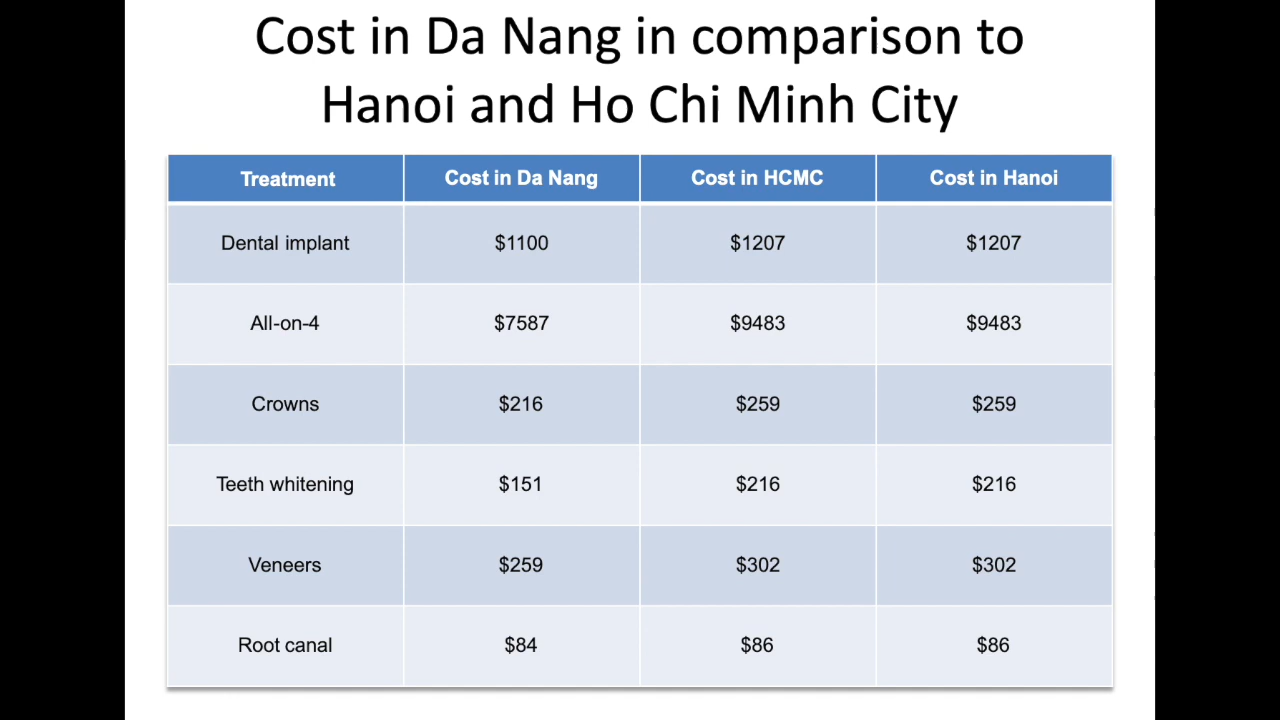 Cost in Da Nang in comparison to
Hanoi and Ho Chi Minh City
Treatment Cost in Da Nang Cost in HCMC Cost in Hanoi
Dental implant $1100 $1207 $1207
All-on-4 $7587 $9483 $9483
Crowns $216 $259 $259
Teeth whitening $151 $216 $216
Veneers $259 $302 $302
Root canal $84 $86 $86